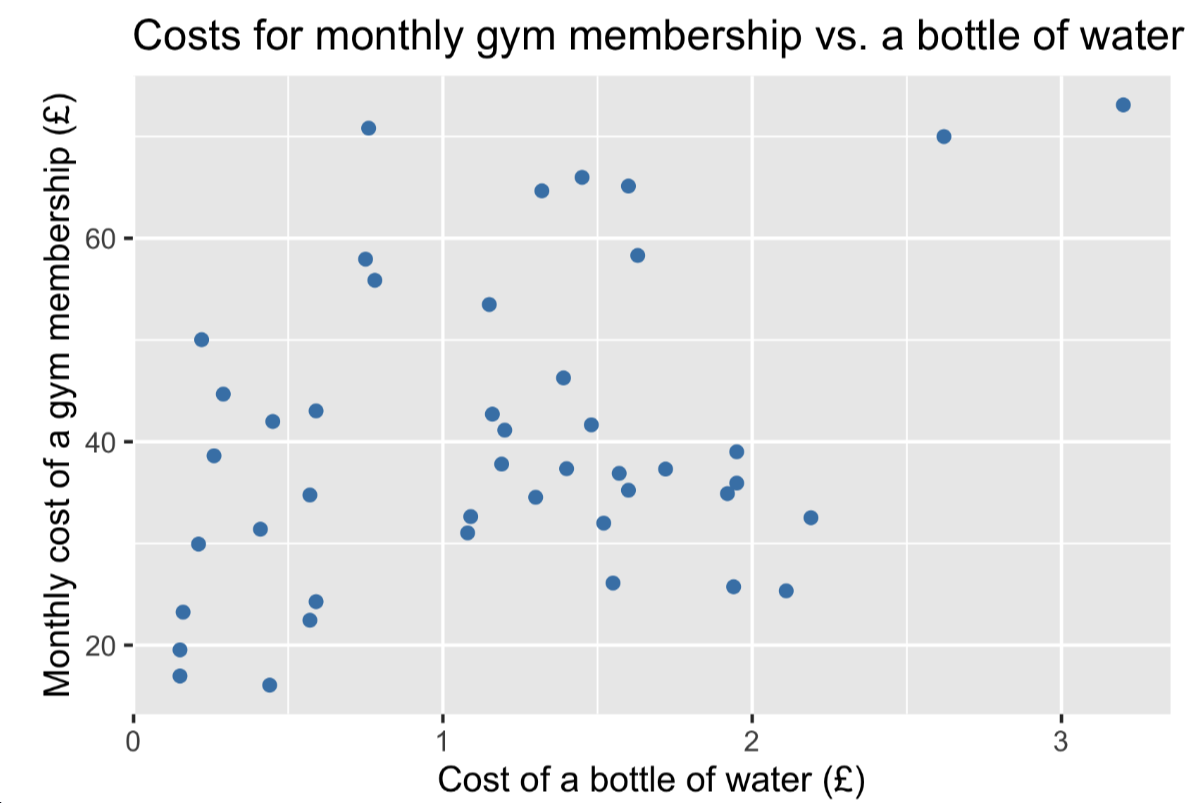 Costs for monthly gym membership vs. a bottle of water
Monthly cost of a gym membership (£)
60
40
20
0 1 2 3
Cost of a bottle of water (£)